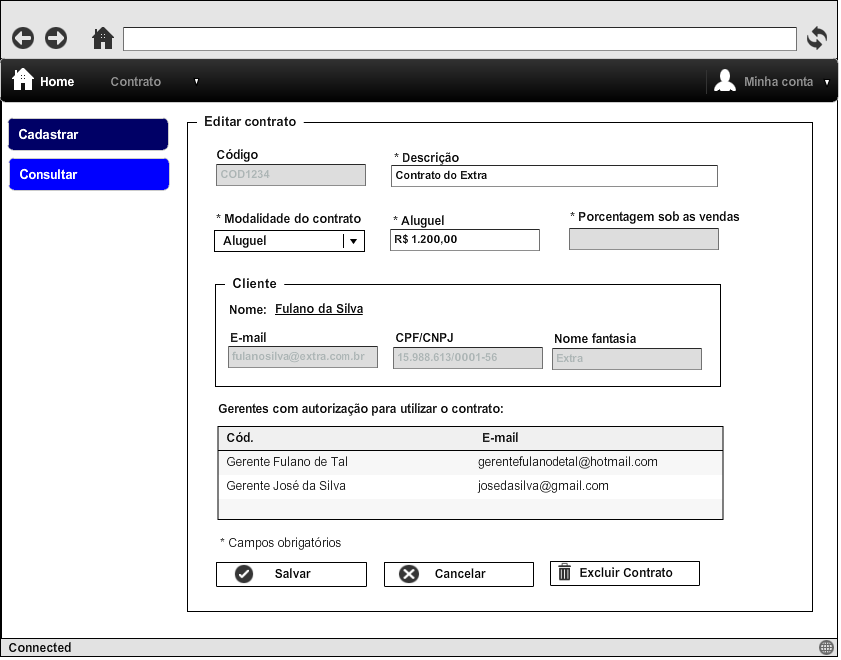 Home Contrato Minha conta
Cadastrar
Consultar
Editar contrato
Código * Descrição
COD1234 Contrato do Extra
* Modalidade do contrato * Aluguel * Porcentagem sob as vendas
Aluguel R$ 1.200,00
Cliente
Nome: Fulano da Silva
E-mail CPF/CNPJ Nome fantasia
fulanosilva@extra.com.br 15.988.613/0001-56 Extra
Gerentes com autorização para utilizar o contrato:
Cód. E-mail
Gerente Fulano de Tal gerentefulanodetal@hotmail.com
Gerente José da Silva josedasilva@gmail.com
* Campos obrigatórios
Salvar Cancelar Excluir Contrato
Connected